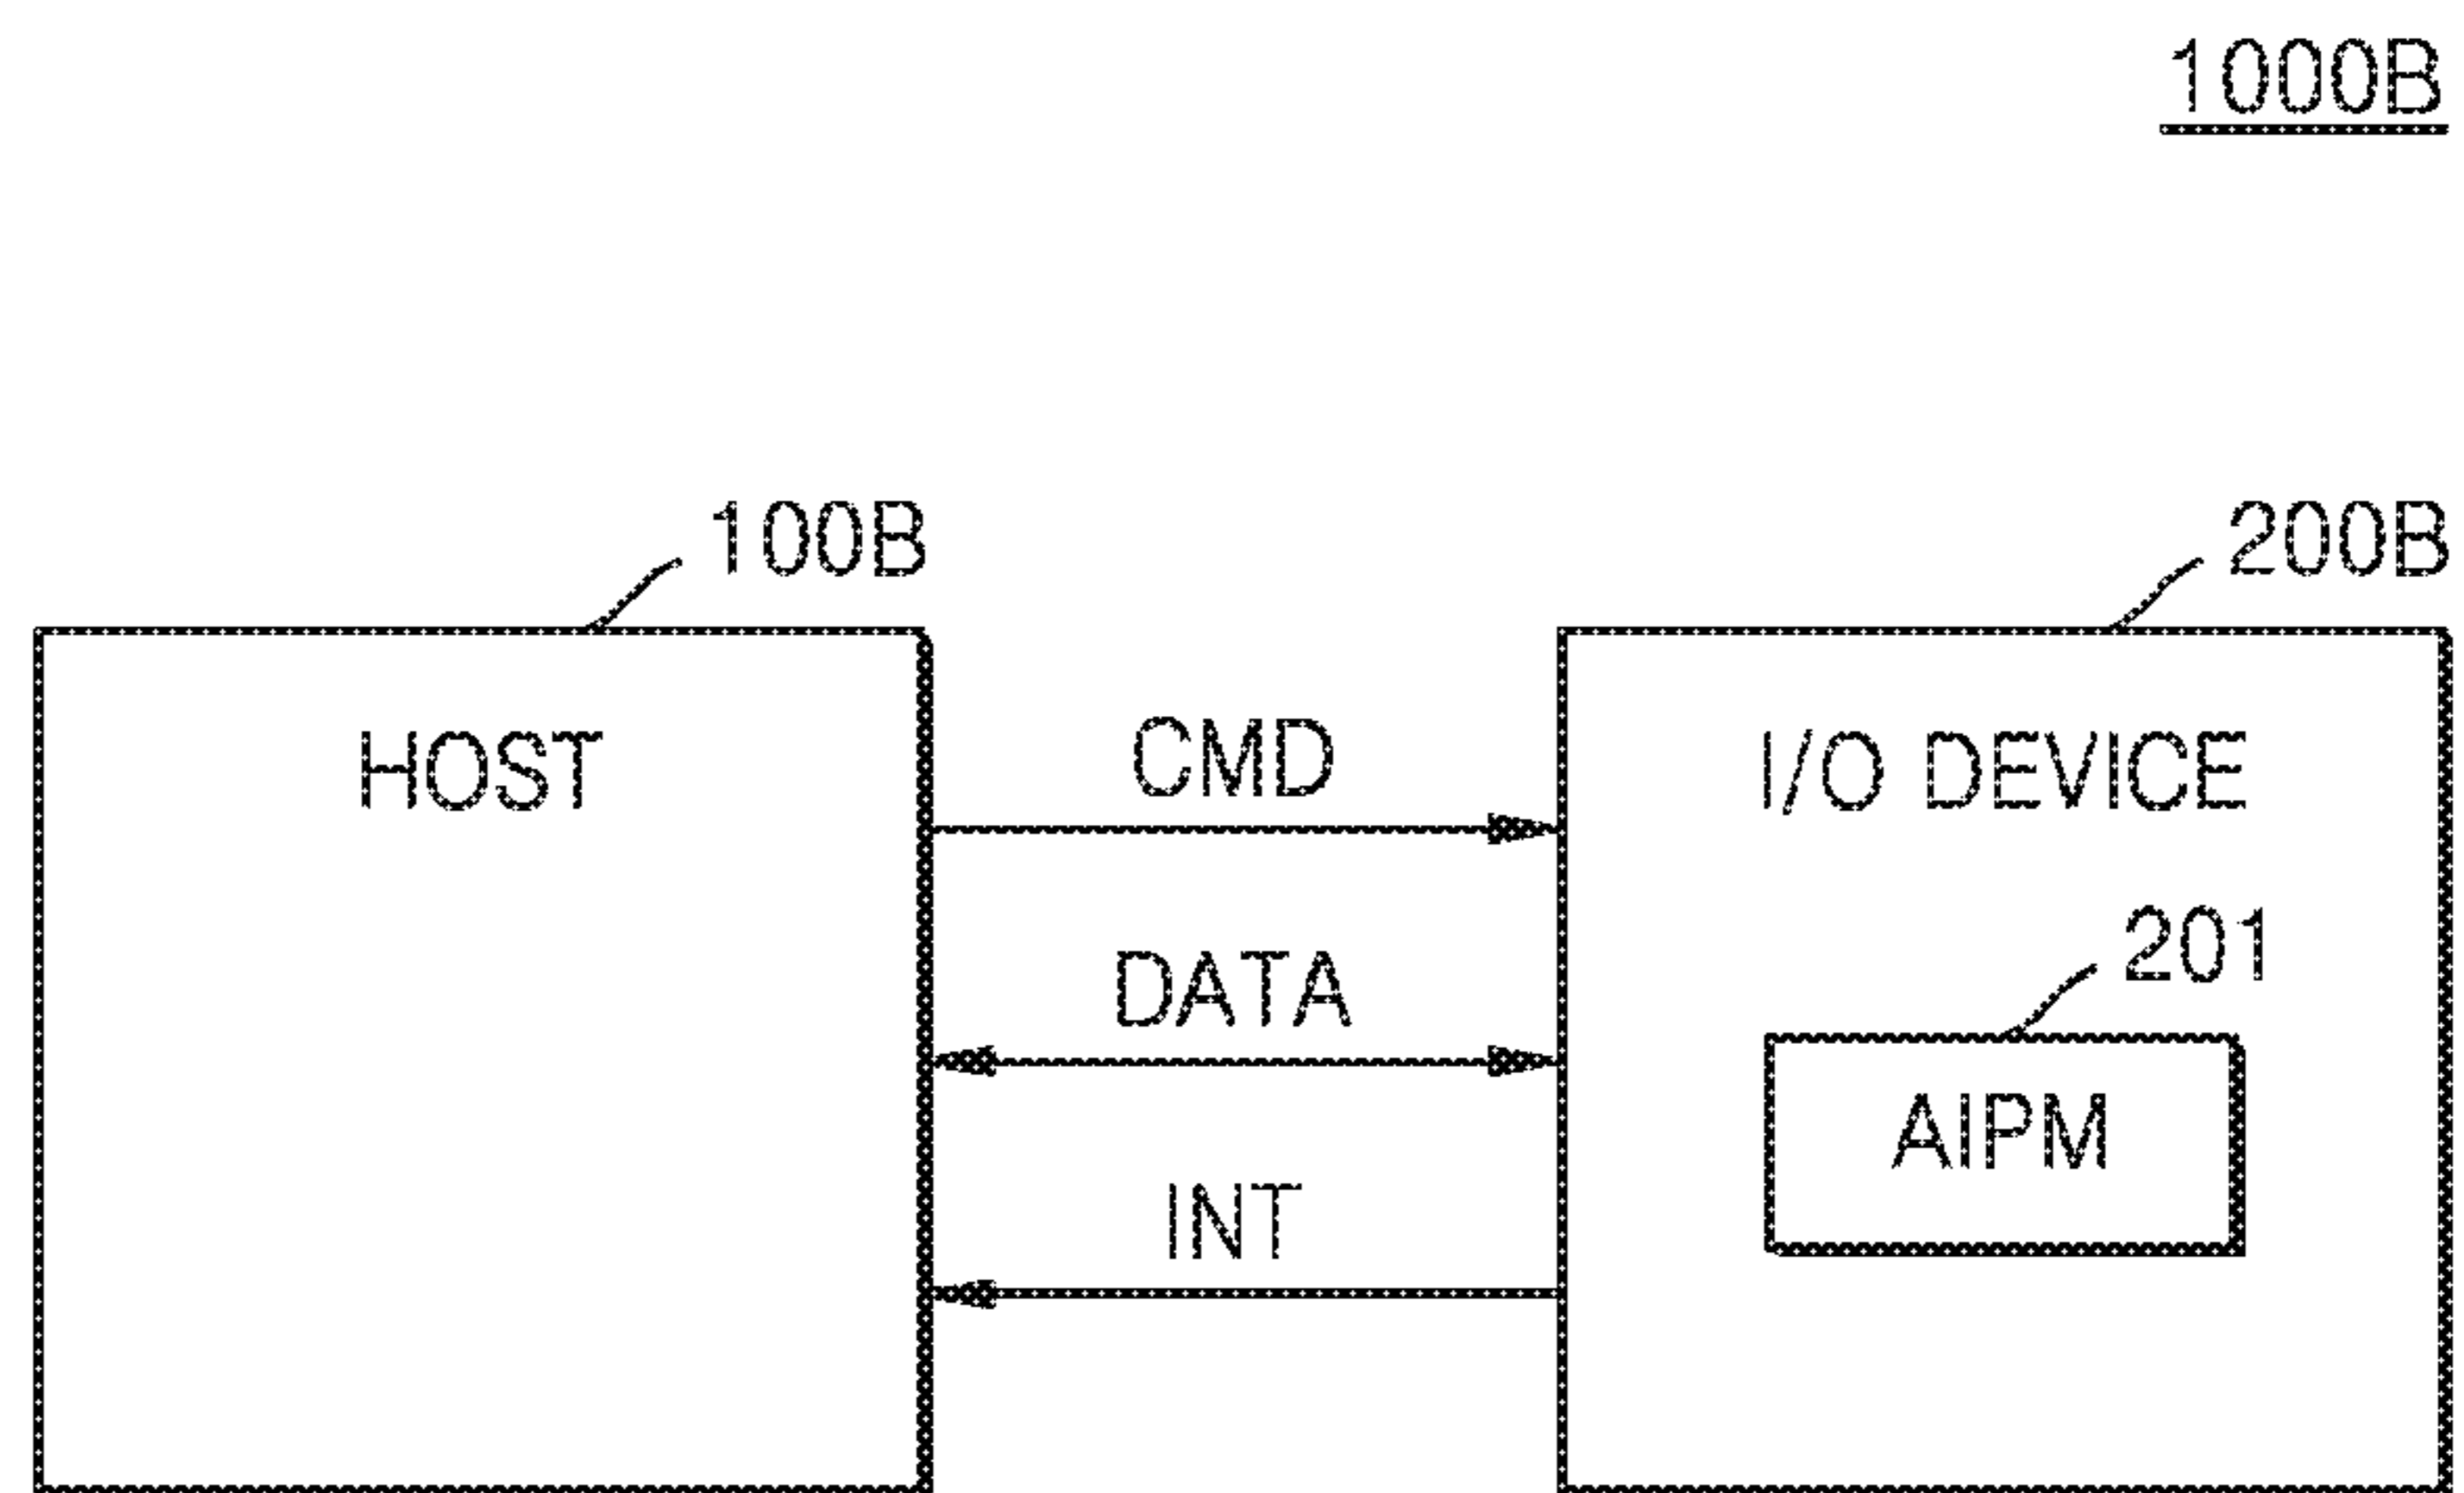 1000B
100B
200B
HOST
CMD
I/O DEVICE
DATA
201
AIPM
INT